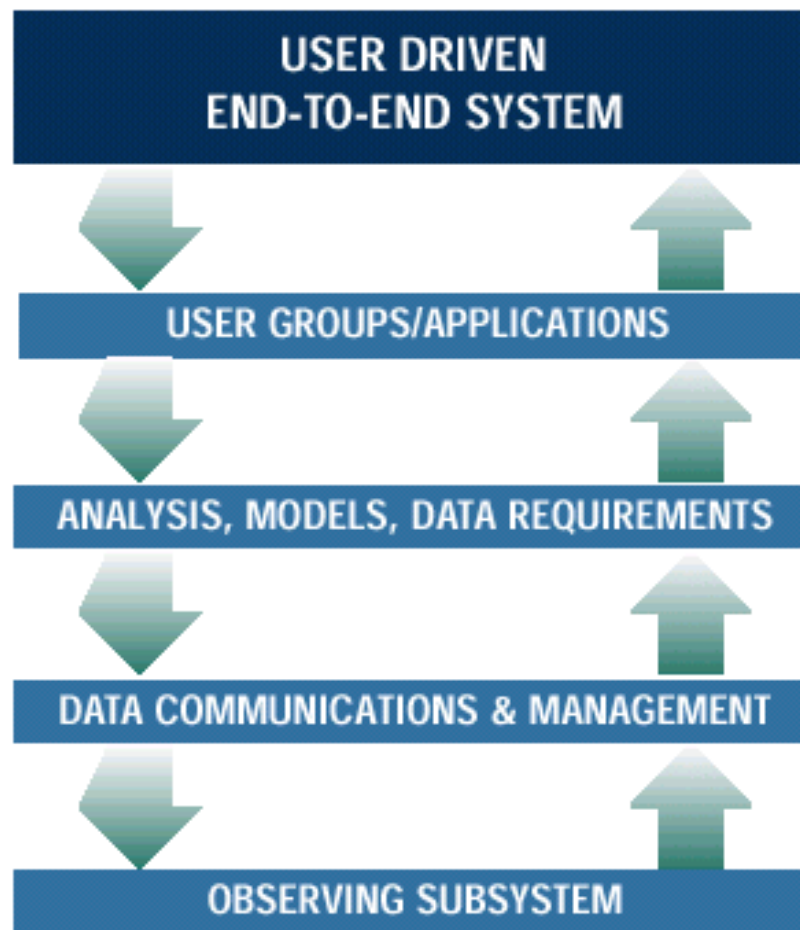 USER DRIVEN
END-TO-END SYSTEM
USER GROUPS/APPLICATIONS
ANALYSIS, MODELS, DATA REQUIREMENTS
DATA COMMUNICATIONS & MANAGEMENT
OBSERVING SUBSYSTEM